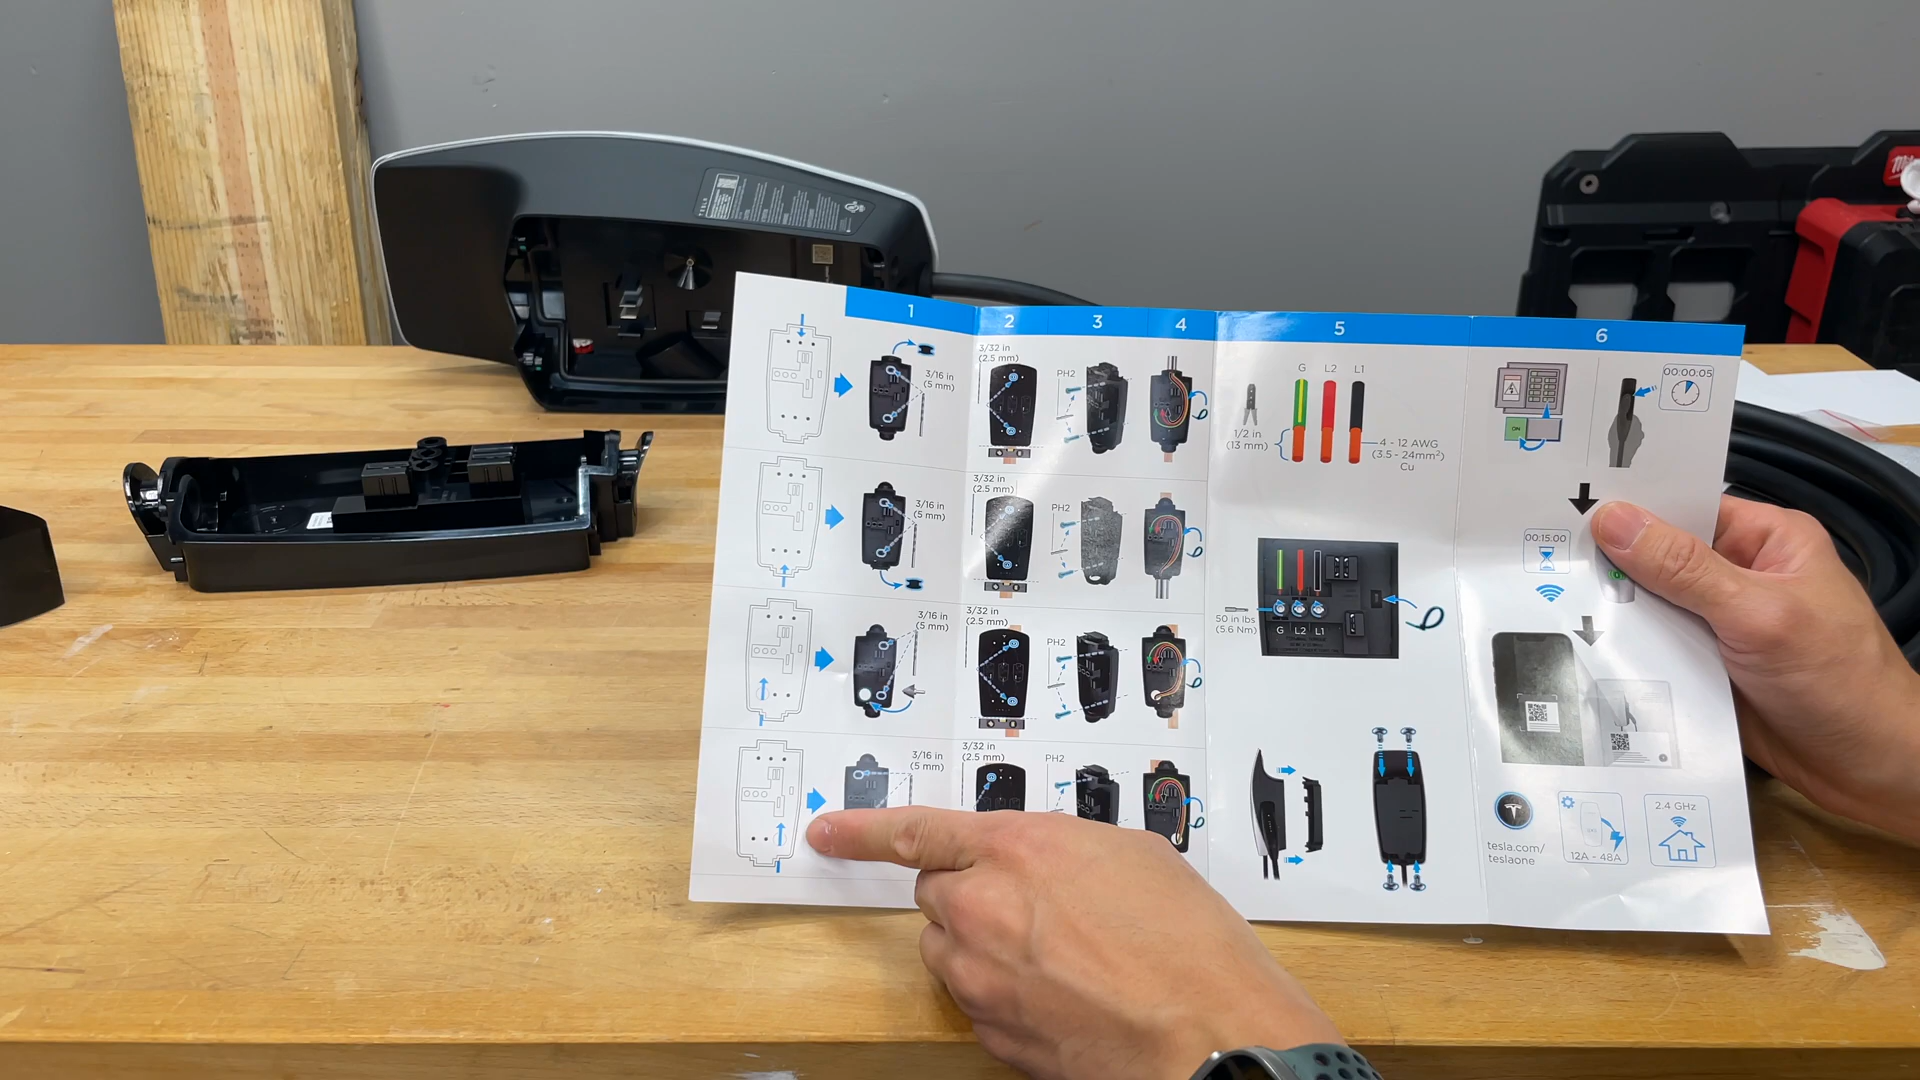 1
2
3
4
5
6
3/16 in
(5 mm)
3/32 in
(2.5 mm)
PH2
3/16 in
(5 mm)
3/32 in
(2.5 mm)
PH2
3/16 in
(5 mm)
3/32 in
(2.5 mm)
PH2
3/16 in
(5 mm)
3/32 in
(2.5 mm)
PH2
G L2 L1
1/2 in
(13 mm)
4 - 12 AWG
(3.5 - 24mm²)
Cu
50 in lbs
(5.6 Nm)
G L2 L1
ON
00:00:05
00:15:00
tesla.com/
teslaone
12A - 48A
2.4 GHz